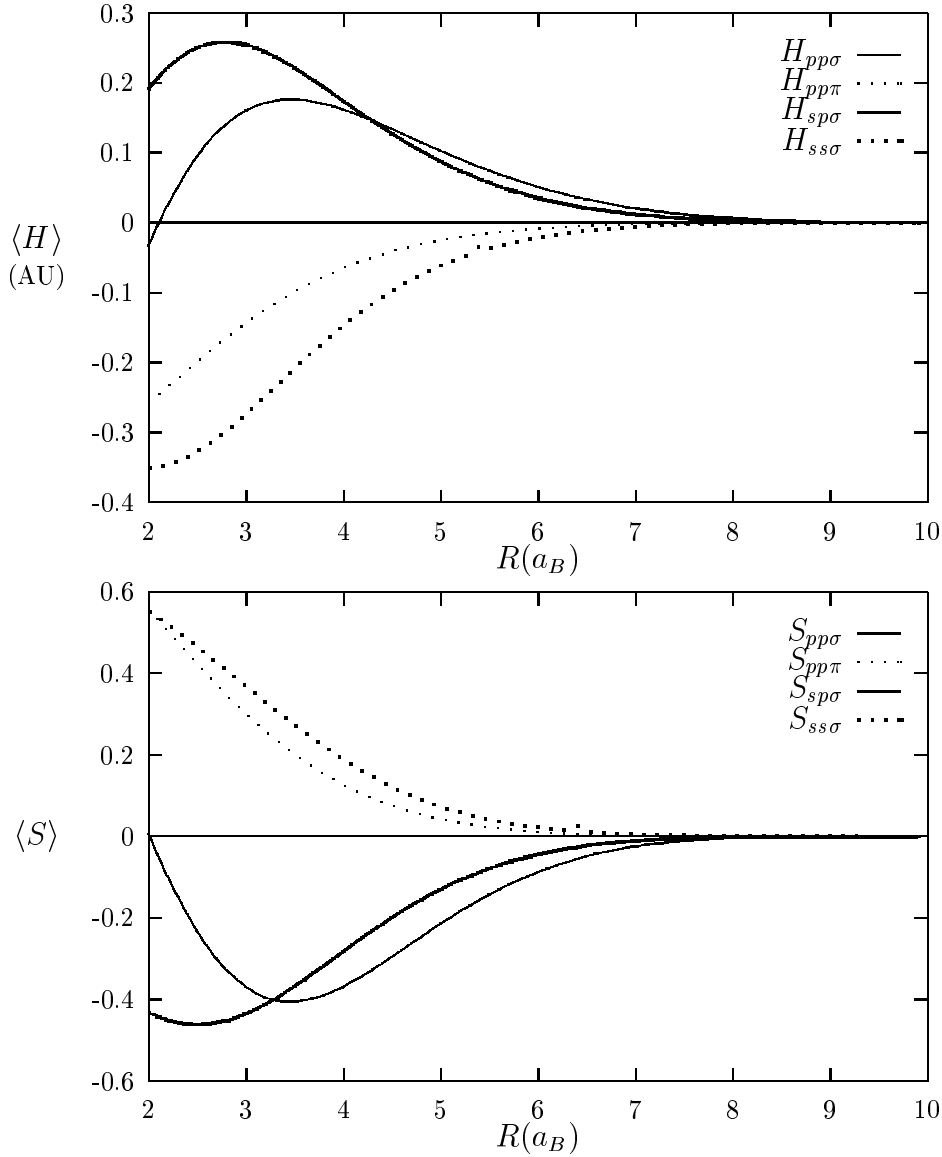 0.3
0.2
0.1
0
-0.1
-0.2
-0.3
-0.4
⟨H⟩
(AU)
H_{ppσ}
H_{ppπ}
H_{spσ}
H_{ssσ}
2 3 4 5 6 7 8 9 10
R(a_B)
0.6
0.4
0.2
0
-0.2
-0.4
-0.6
⟨S⟩
S_{ppσ}
S_{ppπ}
S_{spσ}
S_{ssσ}
2 3 4 5 6 7 8 9 10
R(a_B)